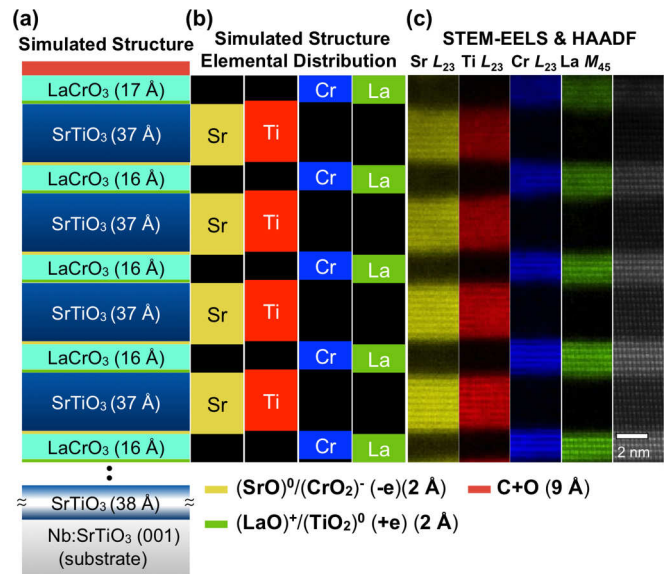 (a)
Simulated Structure
LaCrO₃ (17 Å)
SrTiO₃ (37 Å)
LaCrO₃ (16 Å)
SrTiO₃ (37 Å)
LaCrO₃ (16 Å)
SrTiO₃ (37 Å)
LaCrO₃ (16 Å)
SrTiO₃ (37 Å)
LaCrO₃ (16 Å)
≈ SrTiO₃ (38 Å) ≈
Nb:SrTiO₃ (001)
(substrate)
(b)
Simulated Structure
Elemental Distribution
Cr La
Sr Ti
Cr La
Sr Ti
Cr La
Sr Ti
Cr La
Sr Ti
Cr La
(c)
STEM-EELS & HAADF
Sr L₂₃ Ti L₂₃ Cr L₂₃ La M₄₅
2 nm
(SrO)⁰/(CrO₂)⁻ (-e)(2 Å)
C+O (9 Å)
(LaO)⁺/(TiO₂)⁰ (+e) (2 Å)